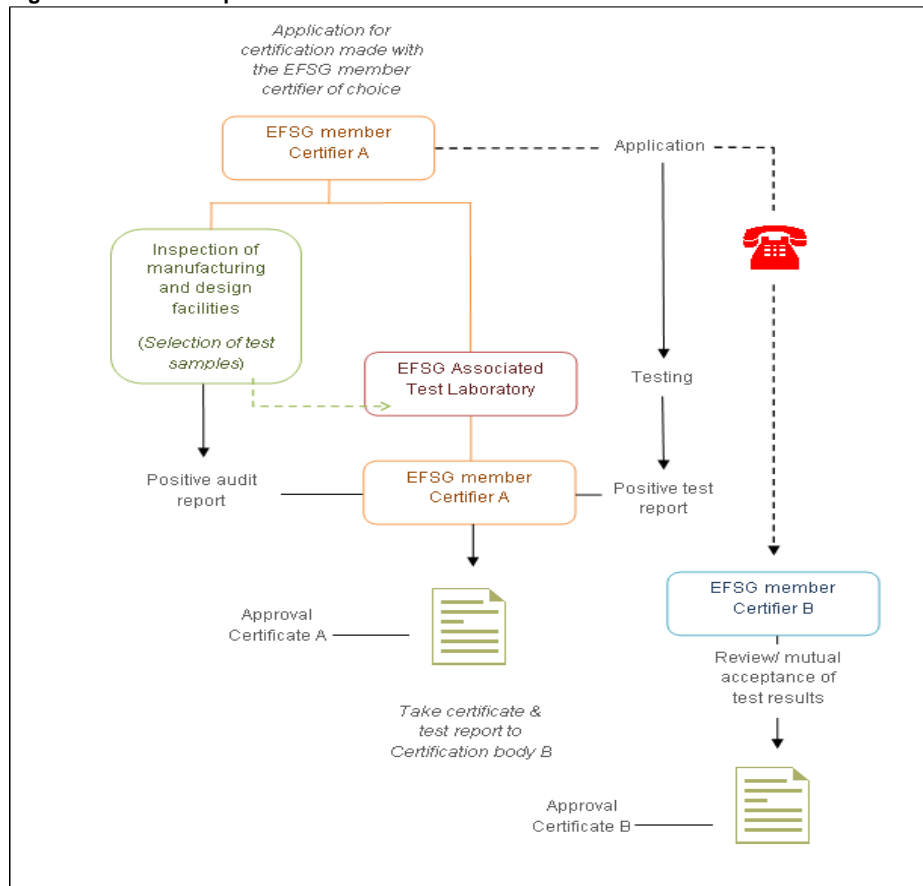 Application for
certification made with
the EFSG member
certifier of choice
EFSG member
Certifier A
Application
Inspection of
manufacturing
and design
facilities
(Selection of test
samples)
EFSG Associated
Test Laboratory
Testing
Positive audit
report
EFSG member
Certifier A
Positive test
report
EFSG member
Certifier B
Approval
Certificate A
Review/ mutual
acceptance of
test results
Take certificate &
test report to
Certification body B
Approval
Certificate B